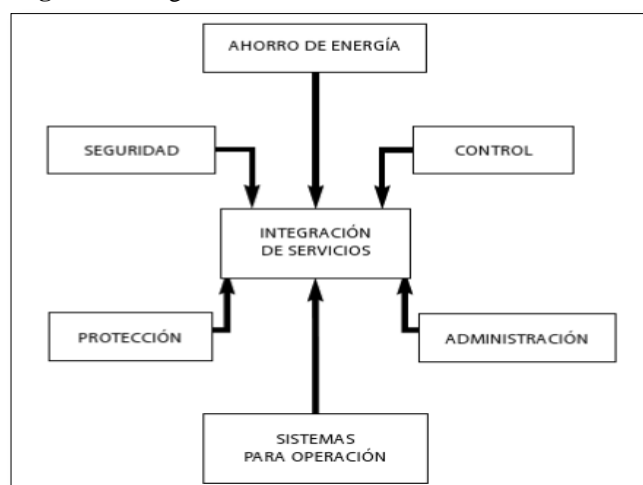 AHORRO DE ENERGÍA
SEGURIDAD
CONTROL
INTEGRACIÓN
DE SERVICIOS
PROTECCIÓN
ADMINISTRACIÓN
SISTEMAS
PARA OPERACIÓN